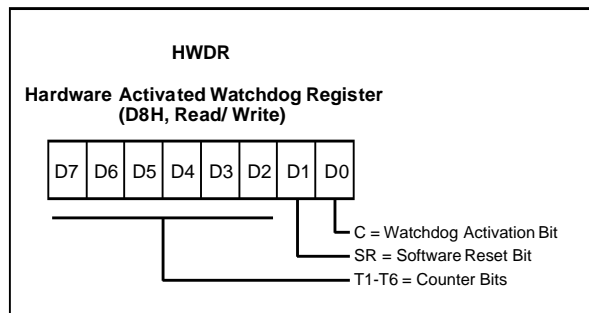 HWDR
Hardware Activated Watchdog Register
(D8H, Read/ Write)
D7 D6 D5 D4 D3 D2 D1 D0
C = Watchdog Activation Bit
SR = Software Reset Bit
T1-T6 = Counter Bits